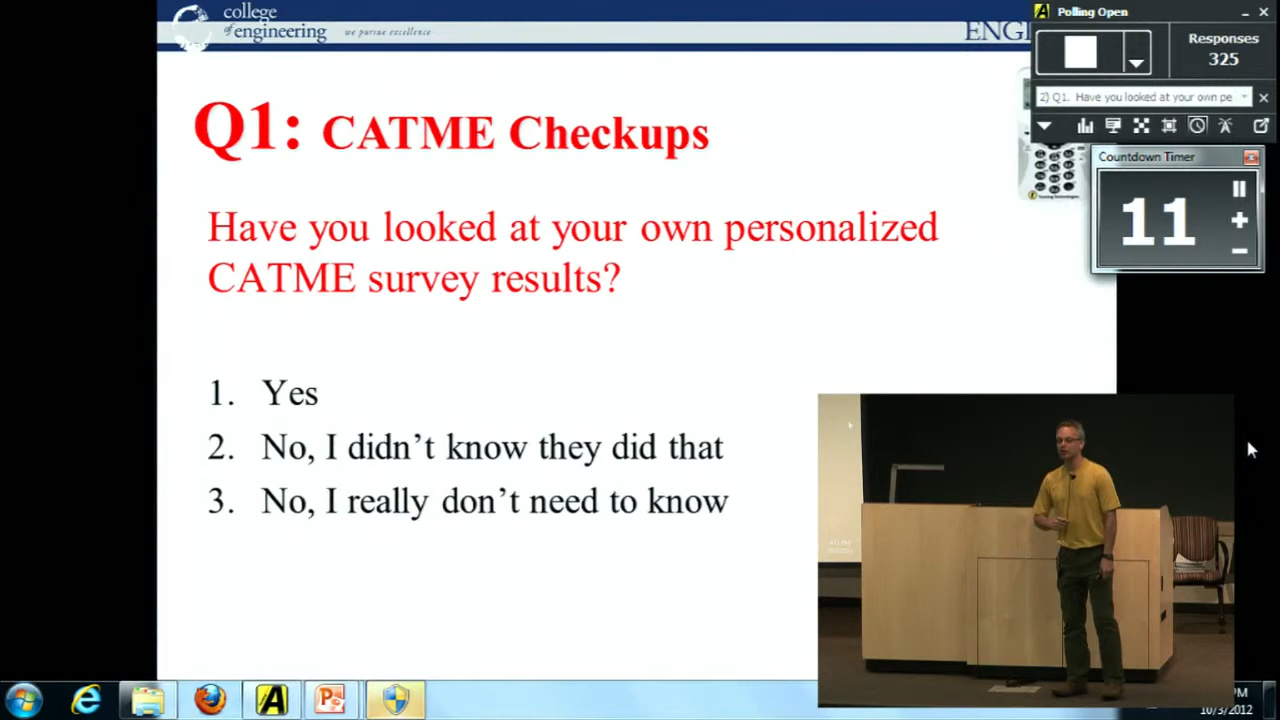 college
of engineering
we pursue excellence
ENGI
Polling Open
Responses
325
2) Q1. Have you looked at your own pe
Countdown Timer
11
Q1: CATME Checkups
Have you looked at your own personalized
CATME survey results?
1. Yes
2. No, I didn't know they did that
3. No, I really don't need to know
PM
10/3/2012